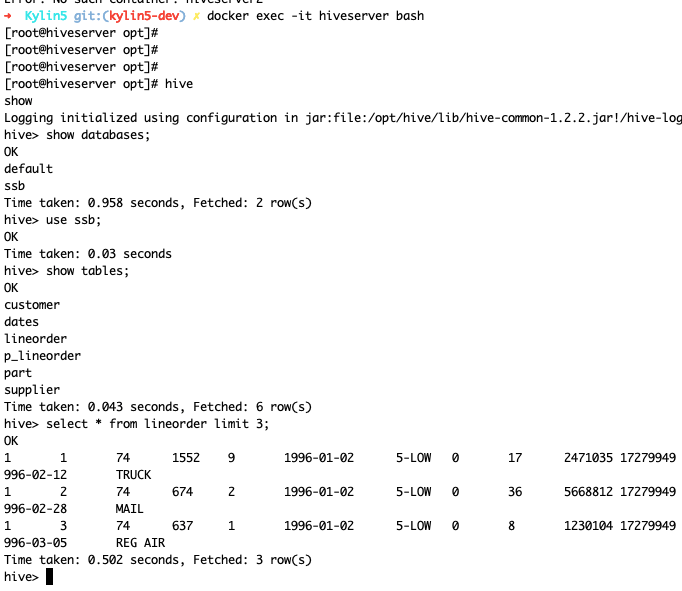 Error: No such container: hiveserver2
➜  Kylin5 git:(kylin5-dev) ✗ docker exec -it hiveserver bash
[root@hiveserver opt]#
[root@hiveserver opt]#
[root@hiveserver opt]#
[root@hiveserver opt]# hive
show
Logging initialized using configuration in jar:file:/opt/hive/lib/hive-common-1.2.2.jar!/hive-log
hive> show databases;
OK
default
ssb
Time taken: 0.958 seconds, Fetched: 2 row(s)
hive> use ssb;
OK
Time taken: 0.03 seconds
hive> show tables;
OK
customer
dates
lineorder
p_lineorder
part
supplier
Time taken: 0.043 seconds, Fetched: 6 row(s)
hive> select * from lineorder limit 3;
OK
1       1       74      1552    9       1996-01-02      5-LOW   0       17      2471035 17279949
996-02-12       TRUCK
1       2       74      674     2       1996-01-02      5-LOW   0       36      5668812 17279949
996-02-28       MAIL
1       3       74      637     1       1996-01-02      5-LOW   0       8       1230104 17279949
996-03-05       REG AIR
Time taken: 0.502 seconds, Fetched: 3 row(s)
hive>